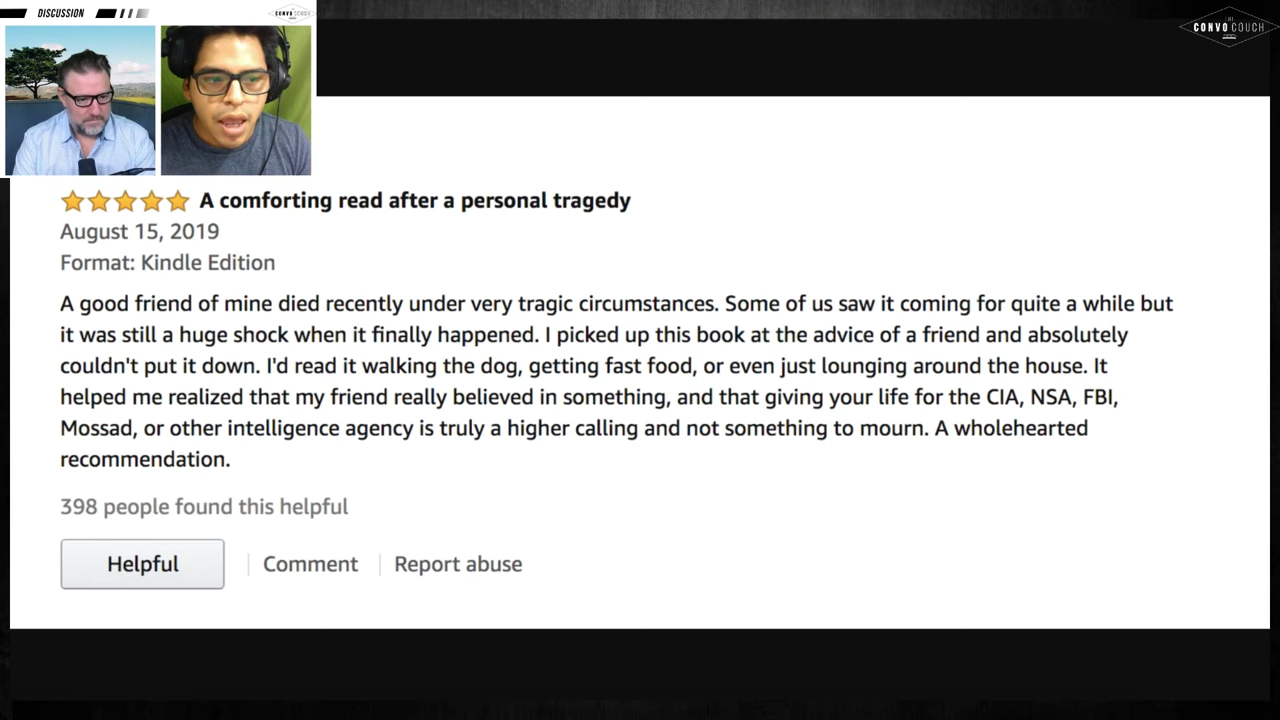 DISCUSSION
CONVO COUCH
CONVO COUCH
A comforting read after a personal tragedy
August 15, 2019
Format: Kindle Edition
A good friend of mine died recently under very tragic circumstances. Some of us saw it coming for quite a while but
it was still a huge shock when it finally happened. I picked up this book at the advice of a friend and absolutely
couldn't put it down. I'd read it walking the dog, getting fast food, or even just lounging around the house. It
helped me realized that my friend really believed in something, and that giving your life for the CIA, NSA, FBI,
Mossad, or other intelligence agency is truly a higher calling and not something to mourn. A wholehearted
recommendation.
398 people found this helpful
Helpful
Comment
Report abuse